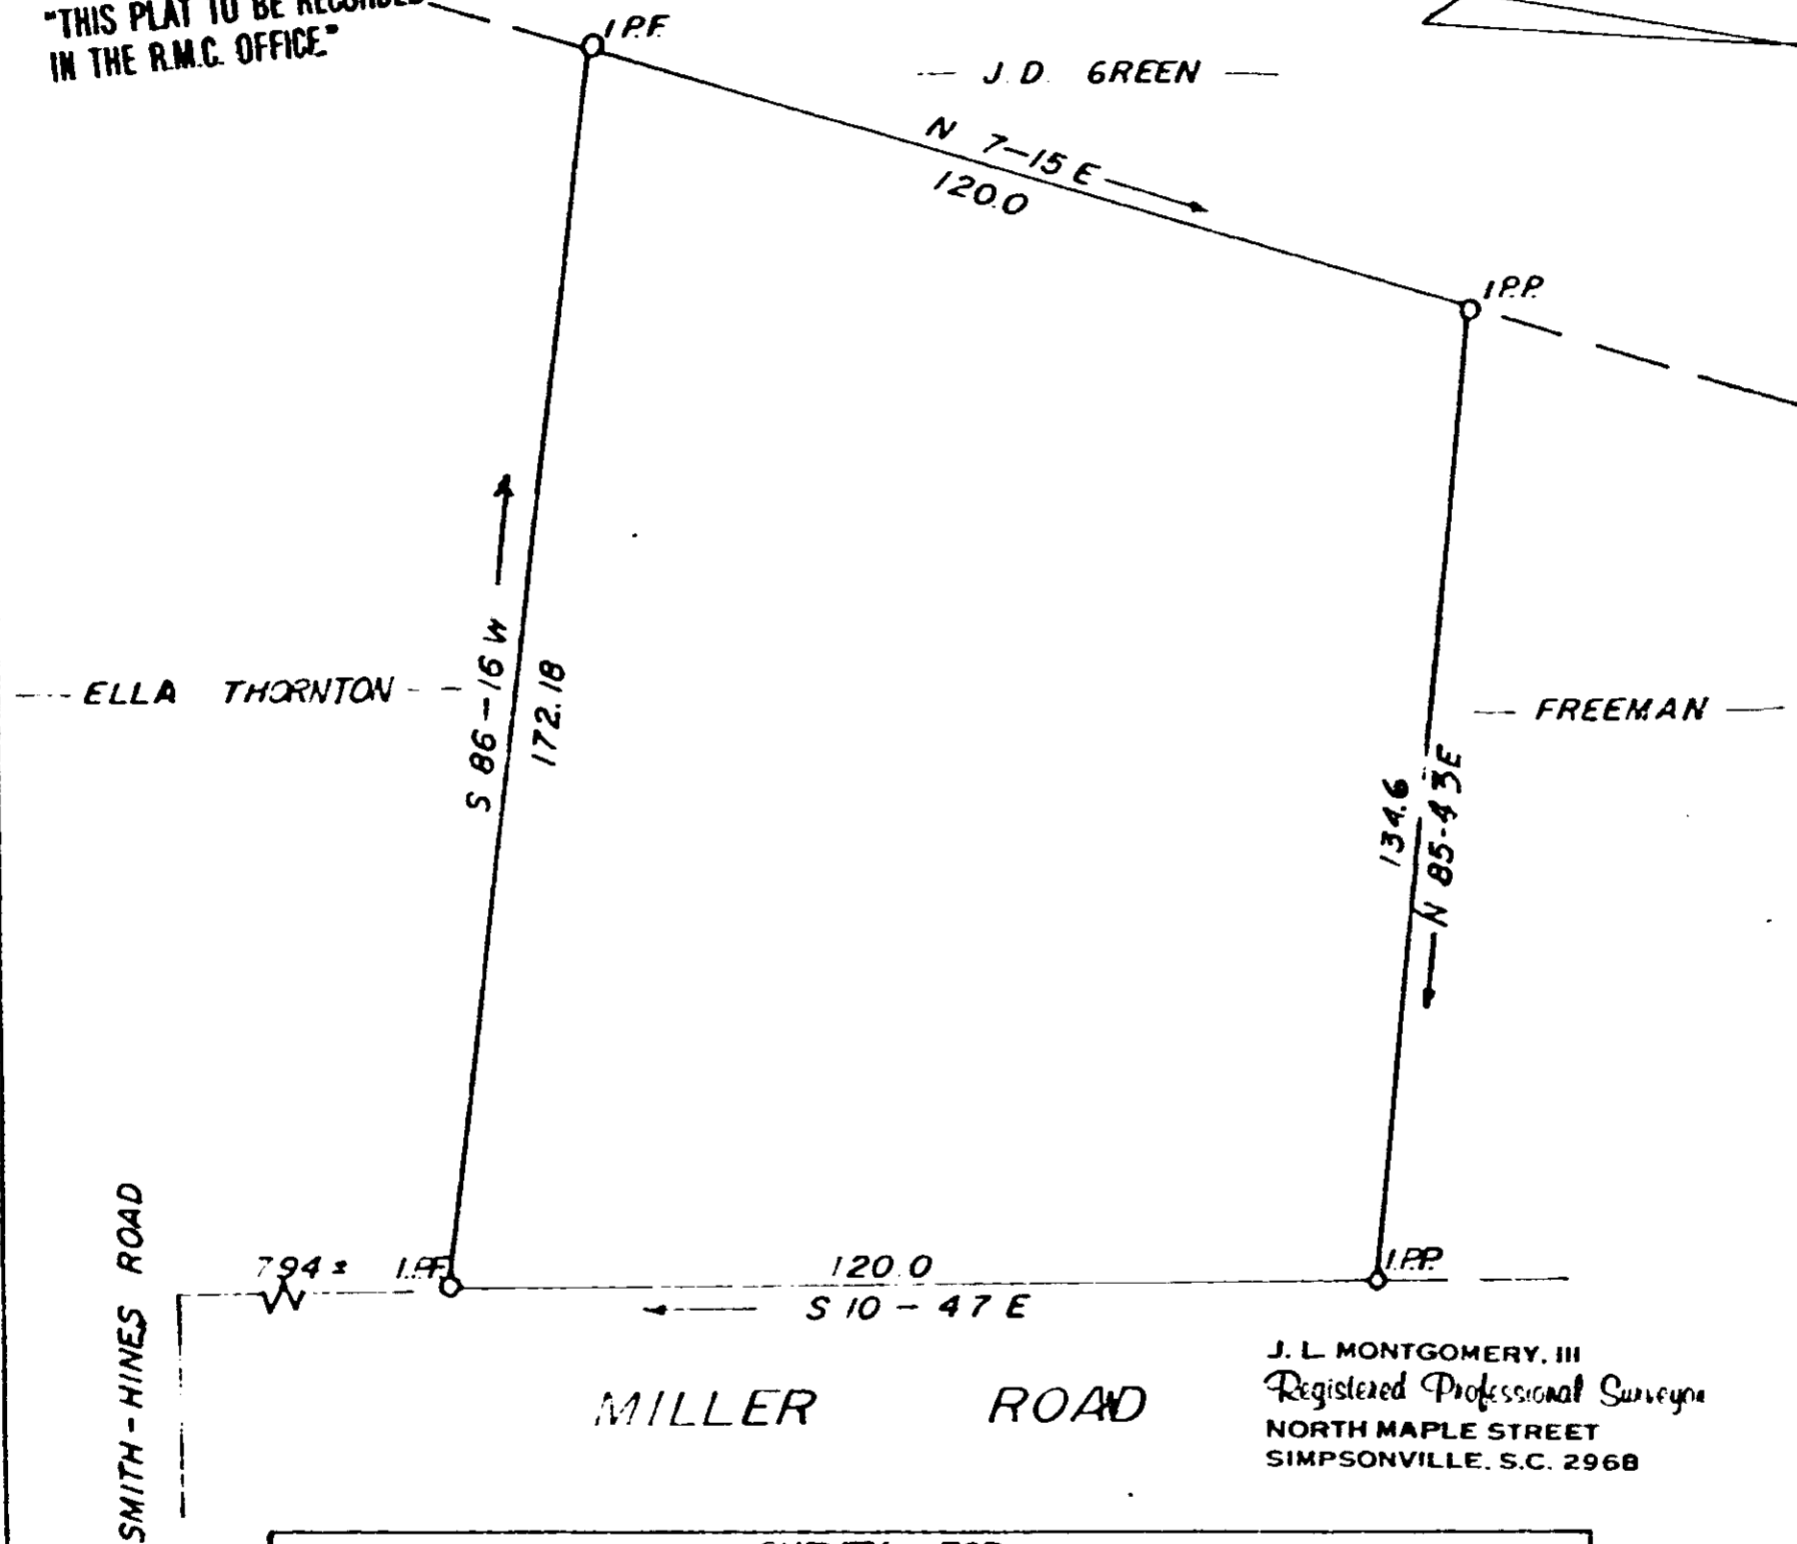 "THIS PLAT TO BE RECORDED
IN THE R.M.C. OFFICE."
I.P.F.
J. D. GREEN
N 7-15 E
120.0
I.P.P.
S 86-16 W
172.18
ELLA THORNTON
FREEMAN
134.6
N 85-43 E
SMITH-HINES ROAD
794 ±
I.P.F.
120.0
I.P.P.
S 10-47 E
MILLER ROAD
J. L. MONTGOMERY, III
Registered Professional Surveyor
NORTH MAPLE STREET
SIMPSONVILLE, S.C. 2968